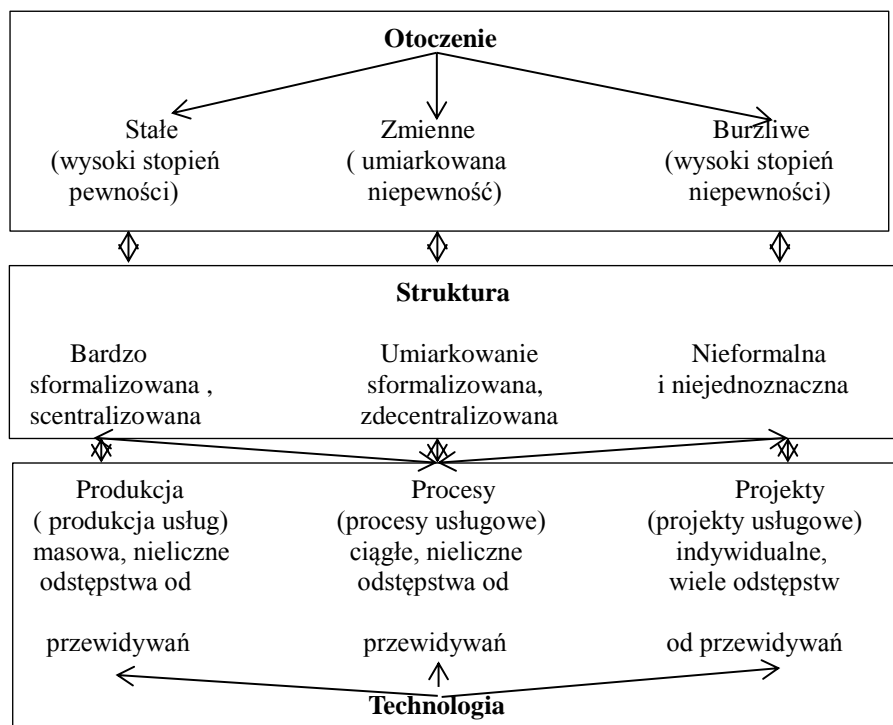 Otoczenie
Stałe
(wysoki stopień
pewności)
Zmienne
( umiarkowana
niepewność)
Burzliwe
(wysoki stopień
niepewności)
Struktura
Bardzo
sformalizowana ,
scentralizowana
Umiarkowanie
sformalizowana,
zdecentralizowana
Nieformalna
i niejednoznaczna
Produkcja
( produkcja usług)
masowa, nieliczne
odstępstwa od
przewidywań
Procesy
(procesy usługowe)
ciągłe, nieliczne
odstępstwa od
przewidywań
Projekty
(projekty usługowe)
indywidualne,
wiele odstępstw
od przewidywań
Technologia